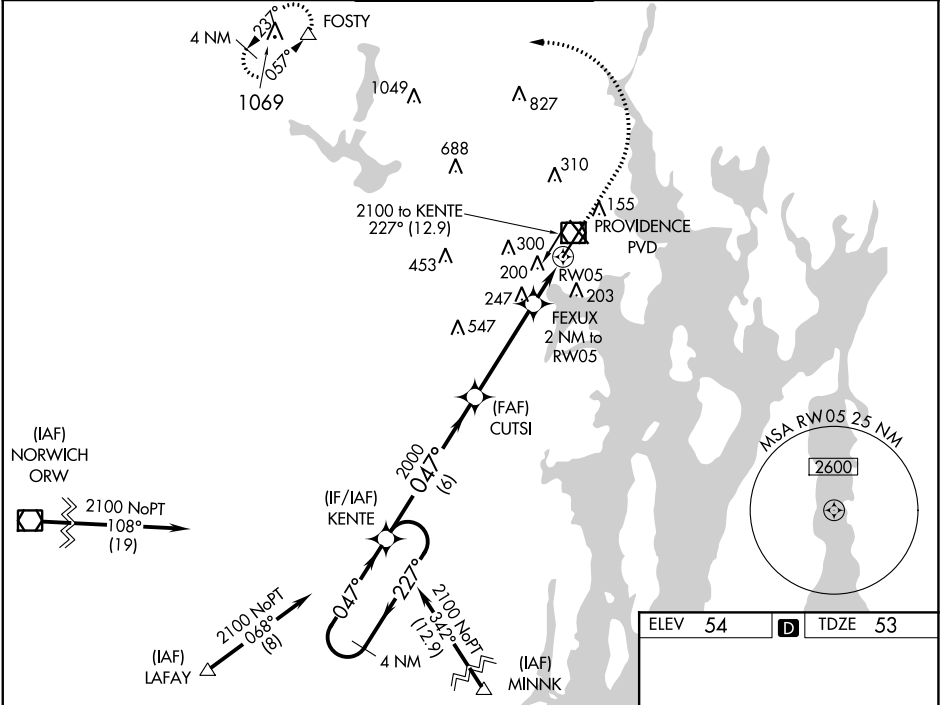 FOSTY
4 NM
237°
057°
1069
1049
827
688
310
2100 to KENTE
227° (12.9)
155
PROVIDENCE
PVD
300
453
200
RW05
247
203
FEXUX
2 NM to
RW05
547
(FAF)
CUTSI
MSA RW 05 25 NM
2600
(IAF)
NORWICH
ORW
2100 NoPT
108°
(19)
2000
047°
(6)
(IF/IAF)
KENTE
047°
227°
2100 NoPT
068°
(8)
2100 NoPT
342°
(12.9)
4 NM
(IAF)
LAFAY
(IAF)
MINNK
ELEV 54 D TDZE 53